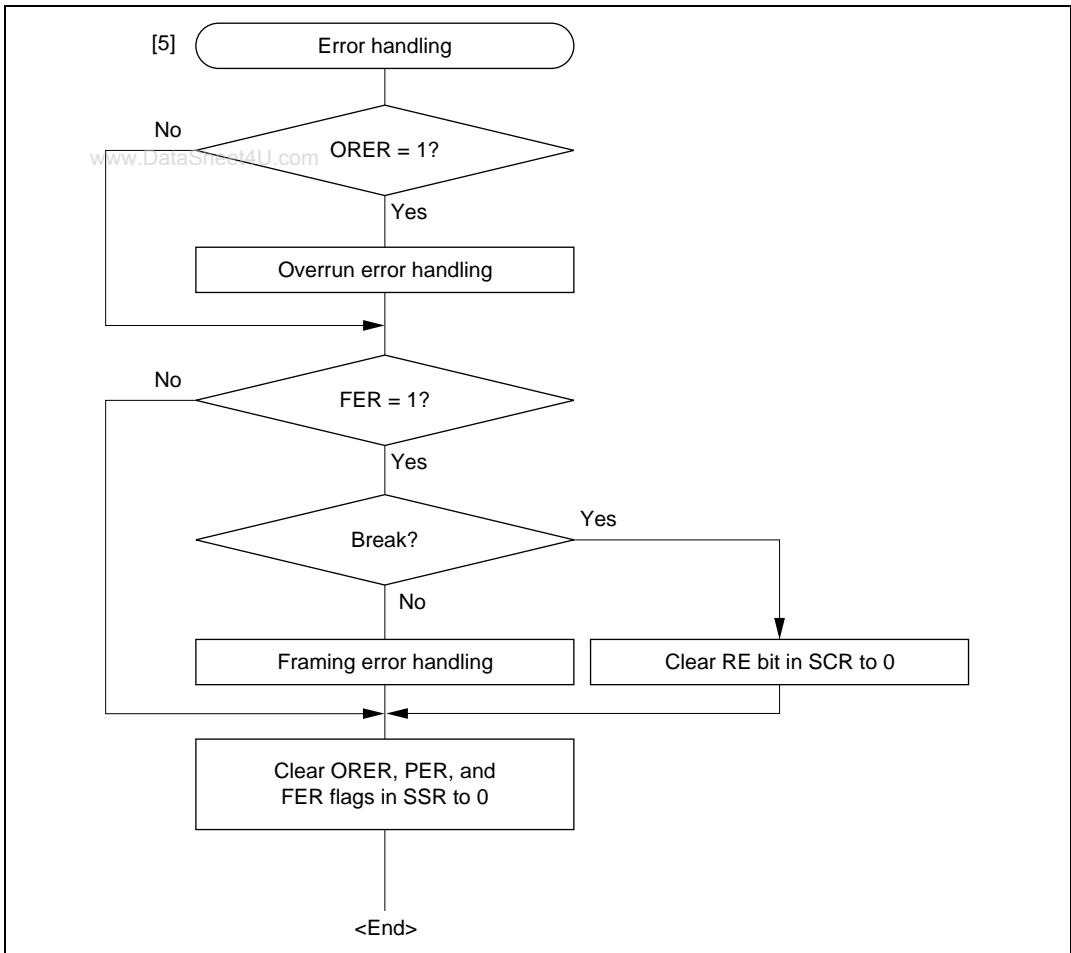 [5] Error handling
No
www.DataSheet4U.com
ORER = 1?
Yes
Overrun error handling
No
FER = 1?
Yes
Break?
Yes
No
Framing error handling
Clear RE bit in SCR to 0
Clear ORER, PER, and
FER flags in SSR to 0
<End>